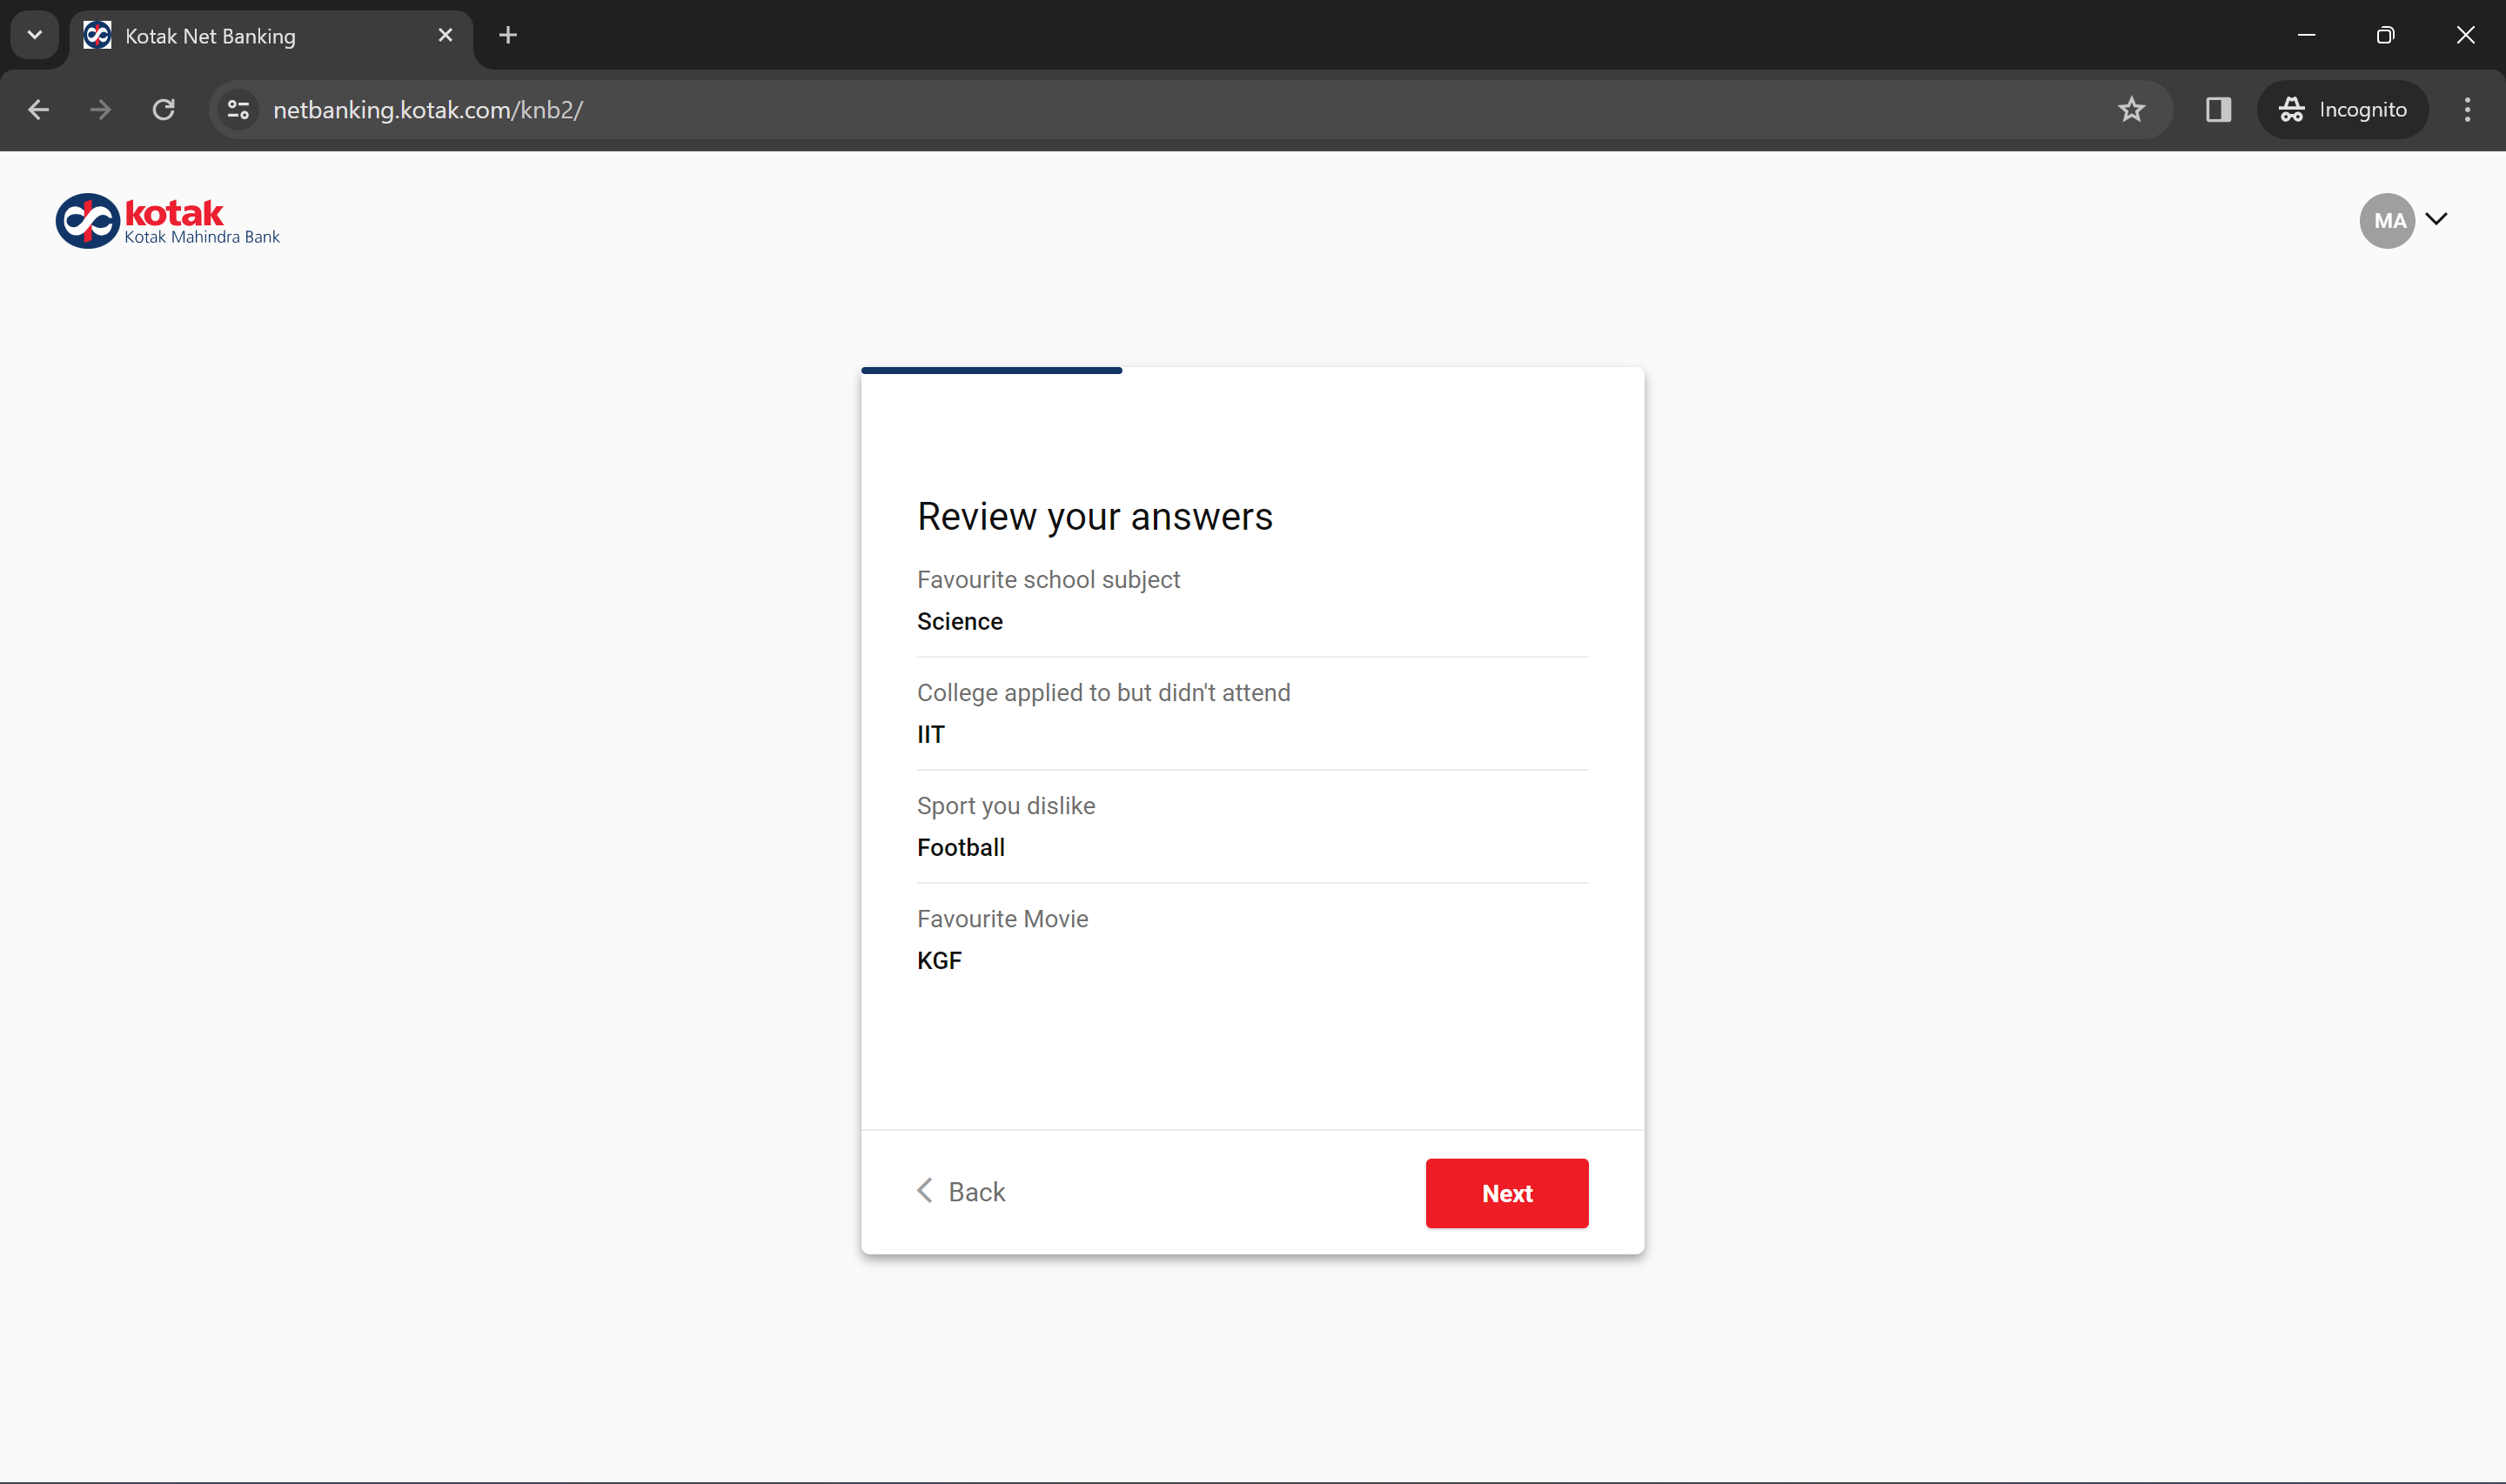 Kotak Net Banking
netbanking.kotak.com/knb2/
Incognito
kotak
Kotak Mahindra Bank
MA
Review your answers
Favourite school subject
Science
College applied to but didn't attend
IIT
Sport you dislike
Football
Favourite Movie
KGF
Back
Next